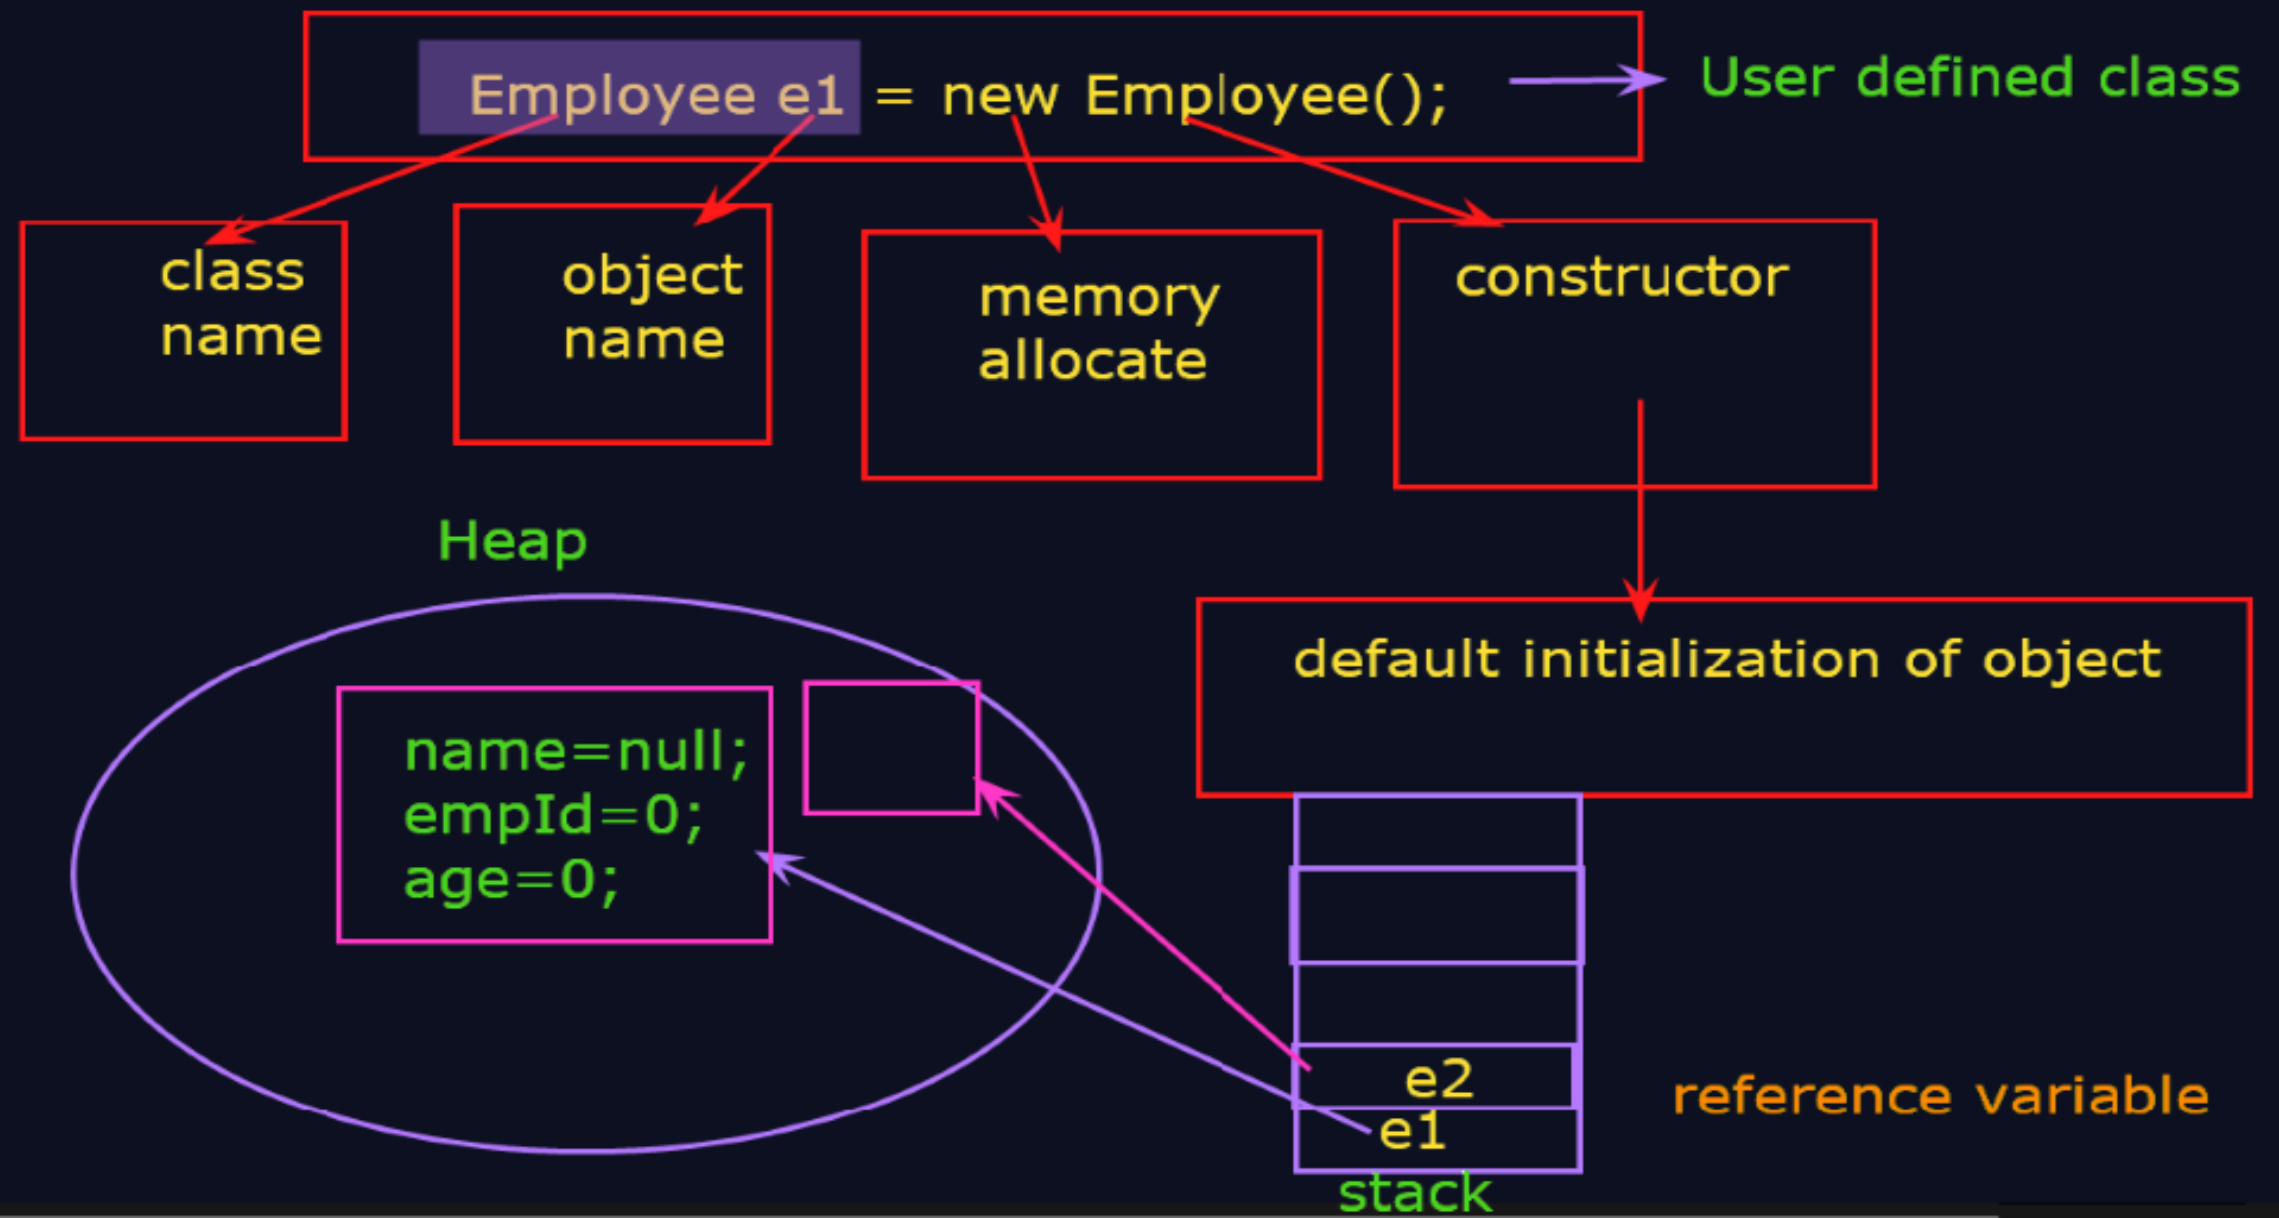 Employee e1 = new Employee();
User defined class
class
name
object
name
memory
allocate
constructor
Heap
default initialization of object
name=null;
empId=0;
age=0;
e2
e1
reference variable
stack